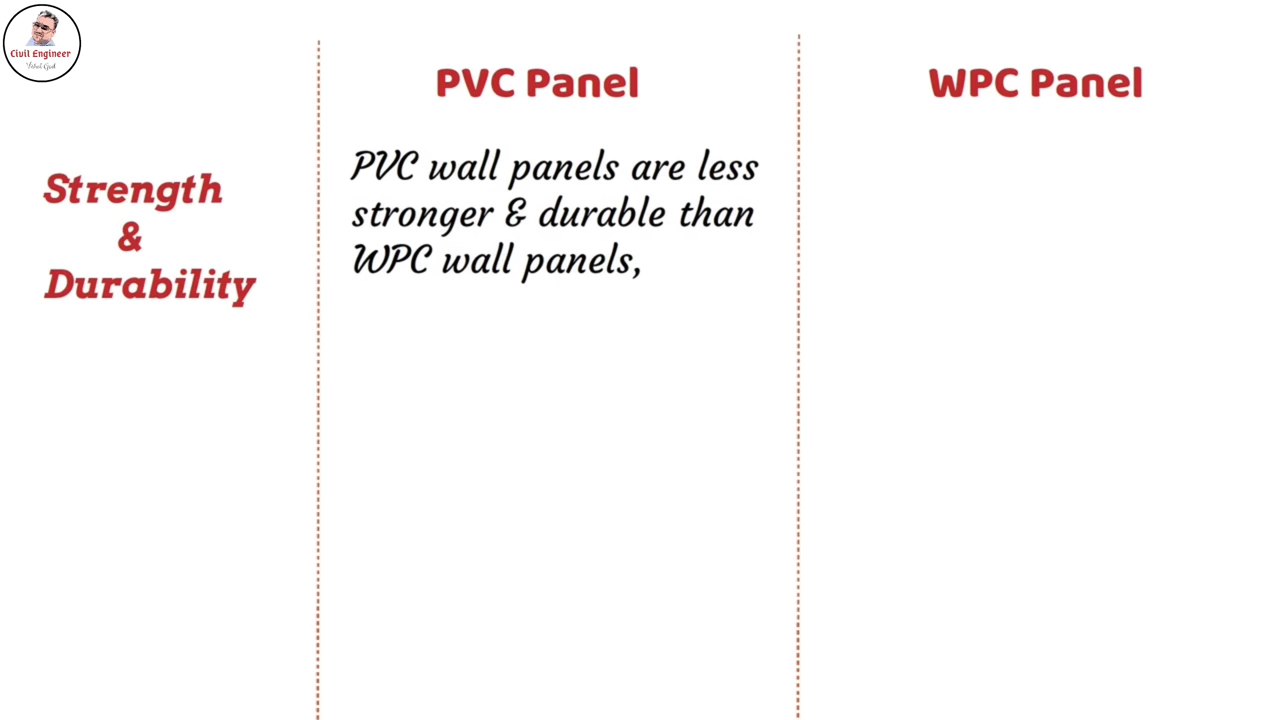 Civil Engineer
PVC Panel
WPC Panel
Strength
&
Durability
PVC wall panels are less
stronger & durable than
WPC wall panels,